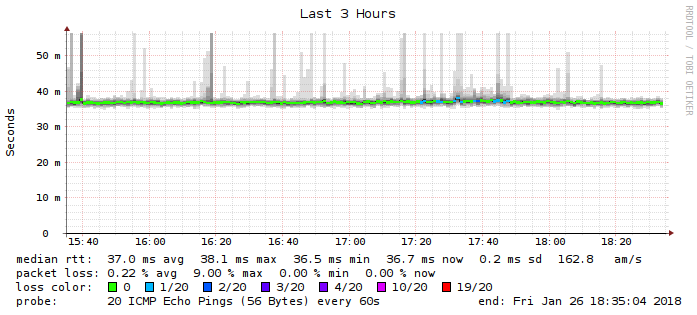 Last 3 Hours
RRDTOOL / TOBI OETIKER
Seconds
50 m
40 m
30 m
20 m
10 m
0
15:40 16:00 16:20 16:40 17:00 17:20 17:40 18:00 18:20
median rtt: 37.0 ms avg 38.1 ms max 36.5 ms min 36.7 ms now 0.2 ms sd 162.8 am/s
packet loss: 0.22 % avg 9.00 % max 0.00 % min 0.00 % now
loss color: 0 1/20 2/20 3/20 4/20 10/20 19/20
probe: 20 ICMP Echo Pings (56 Bytes) every 60s end: Fri Jan 26 18:35:04 2018